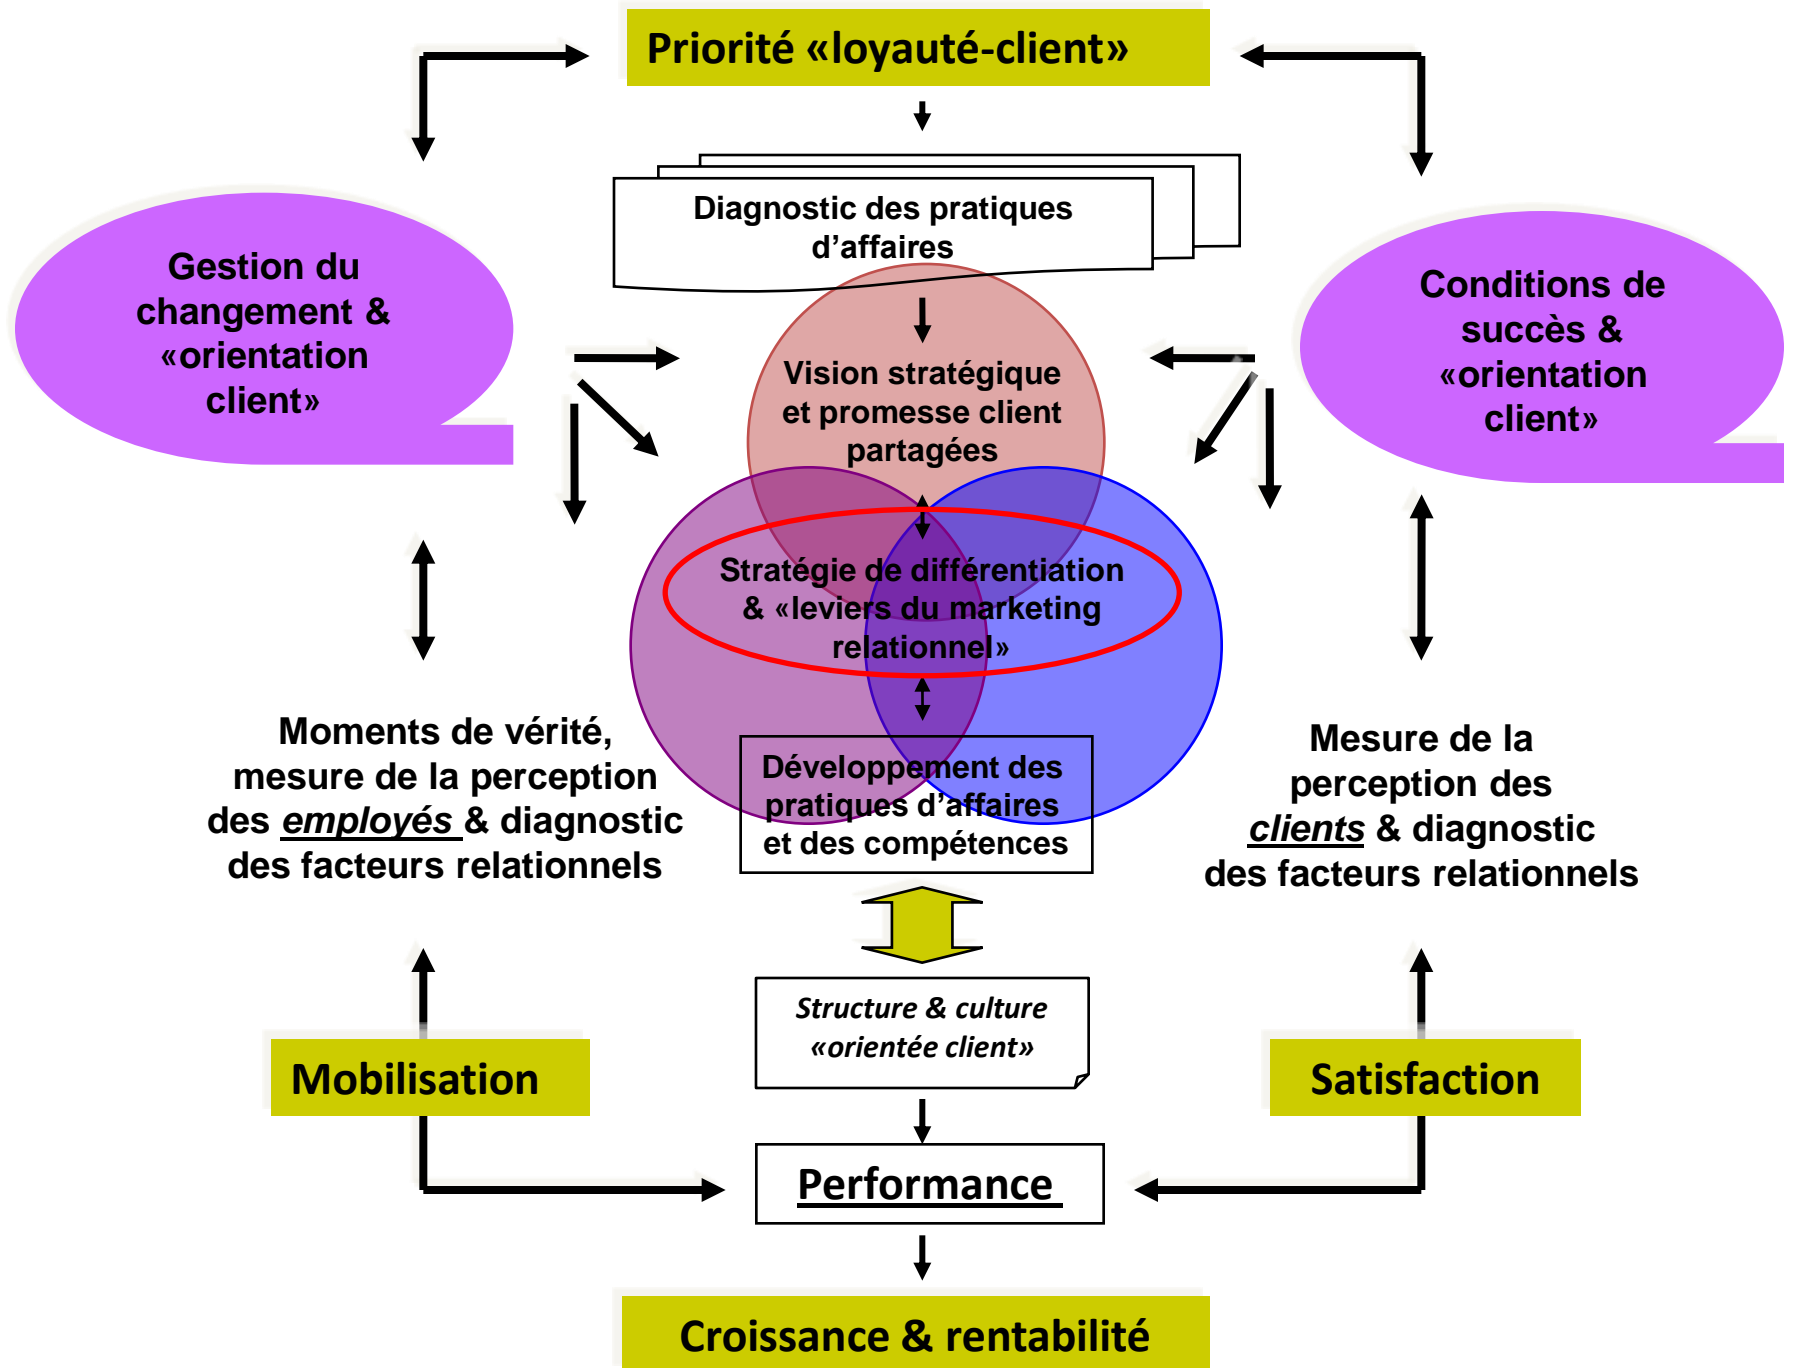 Priorité «loyauté-client»
Diagnostic des pratiques
d’affaires
Gestion du
changement &
«orientation
client»
Conditions de
succès &
«orientation
client»
Vision stratégique
et promesse client
partagées
Stratégie de différentiation
& «leviers du marketing
relationnel»
Moments de vérité,
mesure de la perception
des employés & diagnostic
des facteurs relationnels
Développement des
pratiques d’affaires
et des compétences
Mesure de la
perception des
clients & diagnostic
des facteurs relationnels
Structure & culture
«orientée client»
Mobilisation
Satisfaction
Performance
Croissance & rentabilité